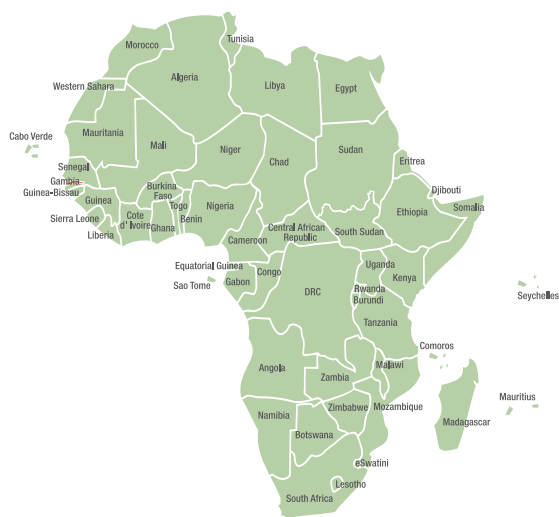 Tunisia
Morocco
Algeria
Libya
Egypt
Western Sahara
Mauritania
Cabo Verde
Mali
Niger
Chad
Sudan
Eritrea
Senegal
Gambia
Guinea-Bissau
Djibouti
Burkina
Faso
Guinea
Somalia
Togo
Nigeria
Ethiopia
Sierra Leone
Cote
d' Ivoire
Ghana
Benin
Central African
Republic
South Sudan
Liberia
Cameroon
Uganda
Equatorial Guinea
Congo
Kenya
Sao Tome
Gabon
DRC
Rwanda
Burundi
Seychelles
Tanzania
Comoros
Angola
Malawi
Zambia
Mauritius
Mozambique
Namibia
Zimbabwe
Madagascar
Botswana
eSwatini
Lesotho
South Africa